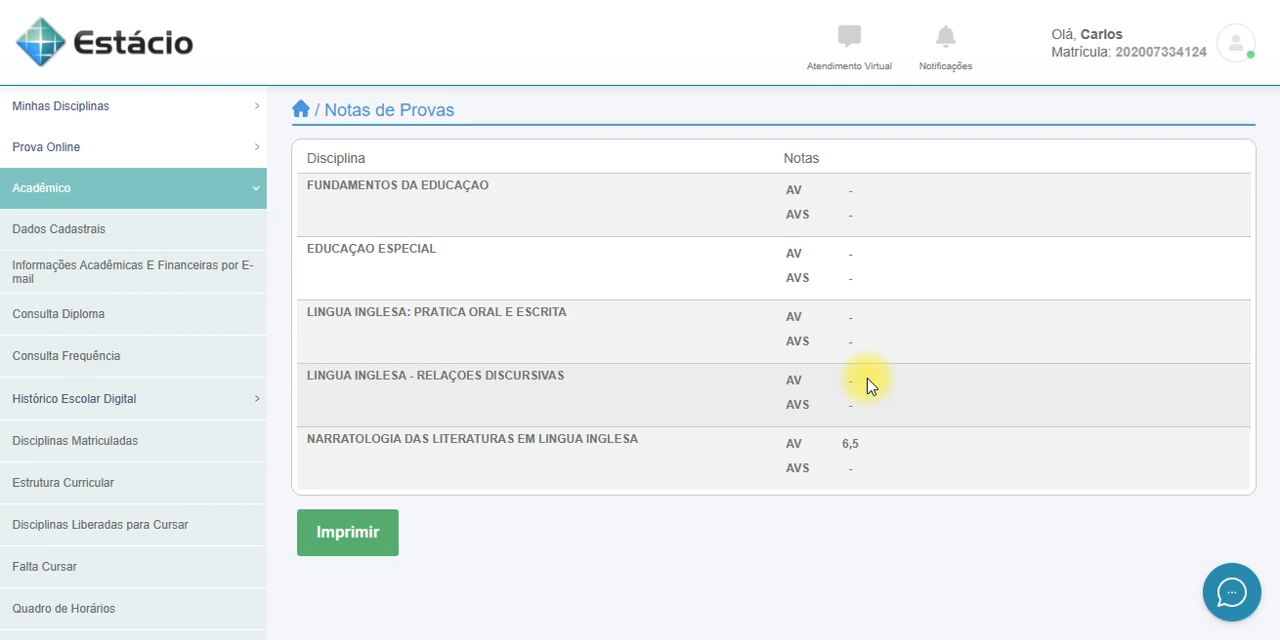 Estácio
Atendimento Virtual
Notificações
Olá, Carlos
Matrícula: 202007334124
Minhas Disciplinas
Prova Online
Acadêmico
Dados Cadastrais
Informações Acadêmicas E Financeiras por E-
mail
Consulta Diploma
Consulta Frequência
Histórico Escolar Digital
Disciplinas Matriculadas
Estrutura Curricular
Disciplinas Liberadas para Cursar
Falta Cursar
Quadro de Horários
/ Notas de Provas
Disciplina Notas
FUNDAMENTOS DA EDUCAÇAO AV -
AVS -
EDUCAÇAO ESPECIAL AV -
AVS -
LINGUA INGLESA: PRATICA ORAL E ESCRITA AV -
AVS -
LINGUA INGLESA - RELAÇOES DISCURSIVAS AV -
AVS -
NARRATOLOGIA DAS LITERATURAS EM LINGUA INGLESA AV 6,5
AVS -
Imprimir